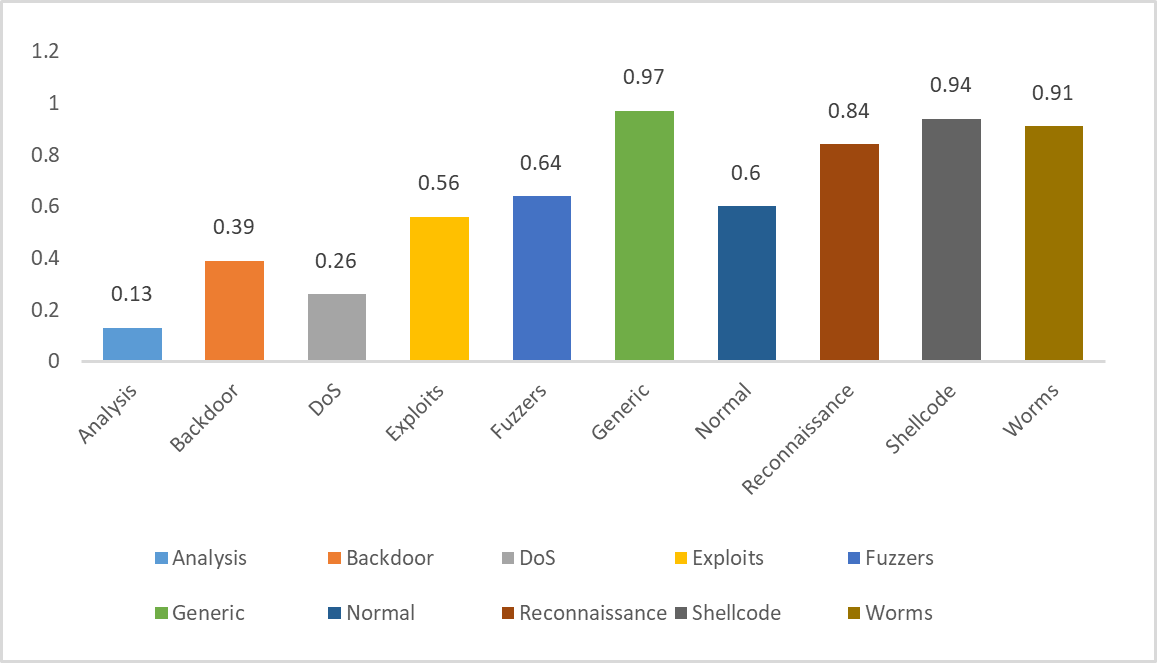 1.2
1
0.8
0.6
0.4
0.2
0
0.13
0.39
0.26
0.56
0.64
0.97
0.6
0.84
0.94
0.91
Analysis
Backdoor
DoS
Exploits
Fuzzers
Generic
Normal
Reconnaissance
Shellcode
Worms
Analysis Backdoor DoS Exploits Fuzzers
Generic Normal Reconnaissance Shellcode Worms